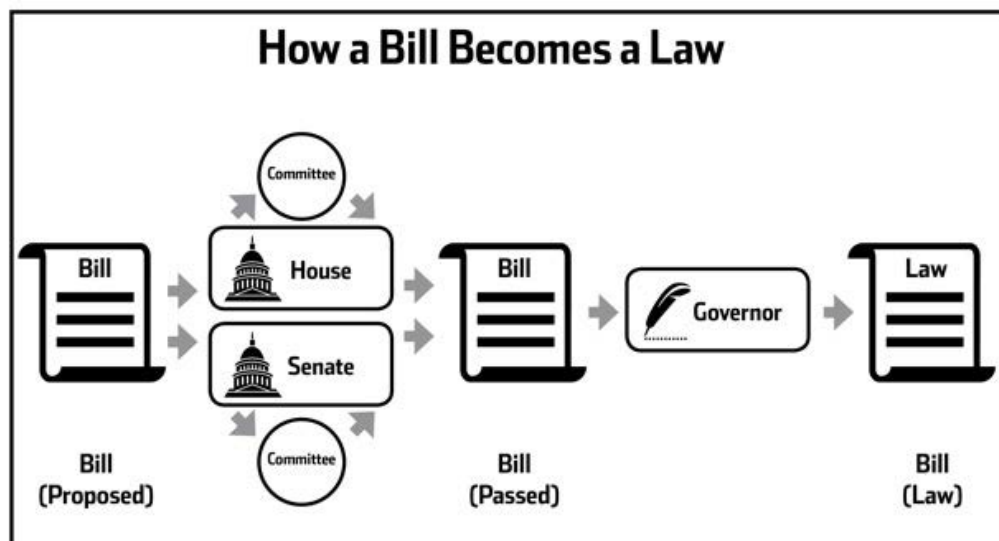 How a Bill Becomes a Law
Committee
Bill
House
Bill
Governor
Law
Senate
Committee
Bill
(Proposed)
Bill
(Passed)
Bill
(Law)